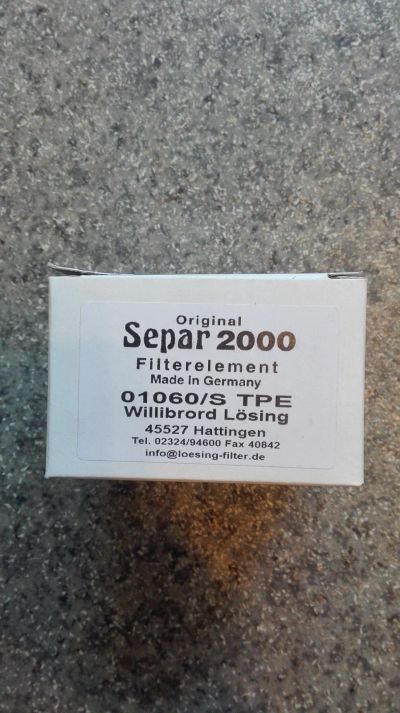 Original
Separ 2000
Filterelement
Made in Germany
01060/S TPE
Willibrord Lösing
45527 Hattingen
Tel. 02324/94600 Fax 40842
info@loesing-filter.de